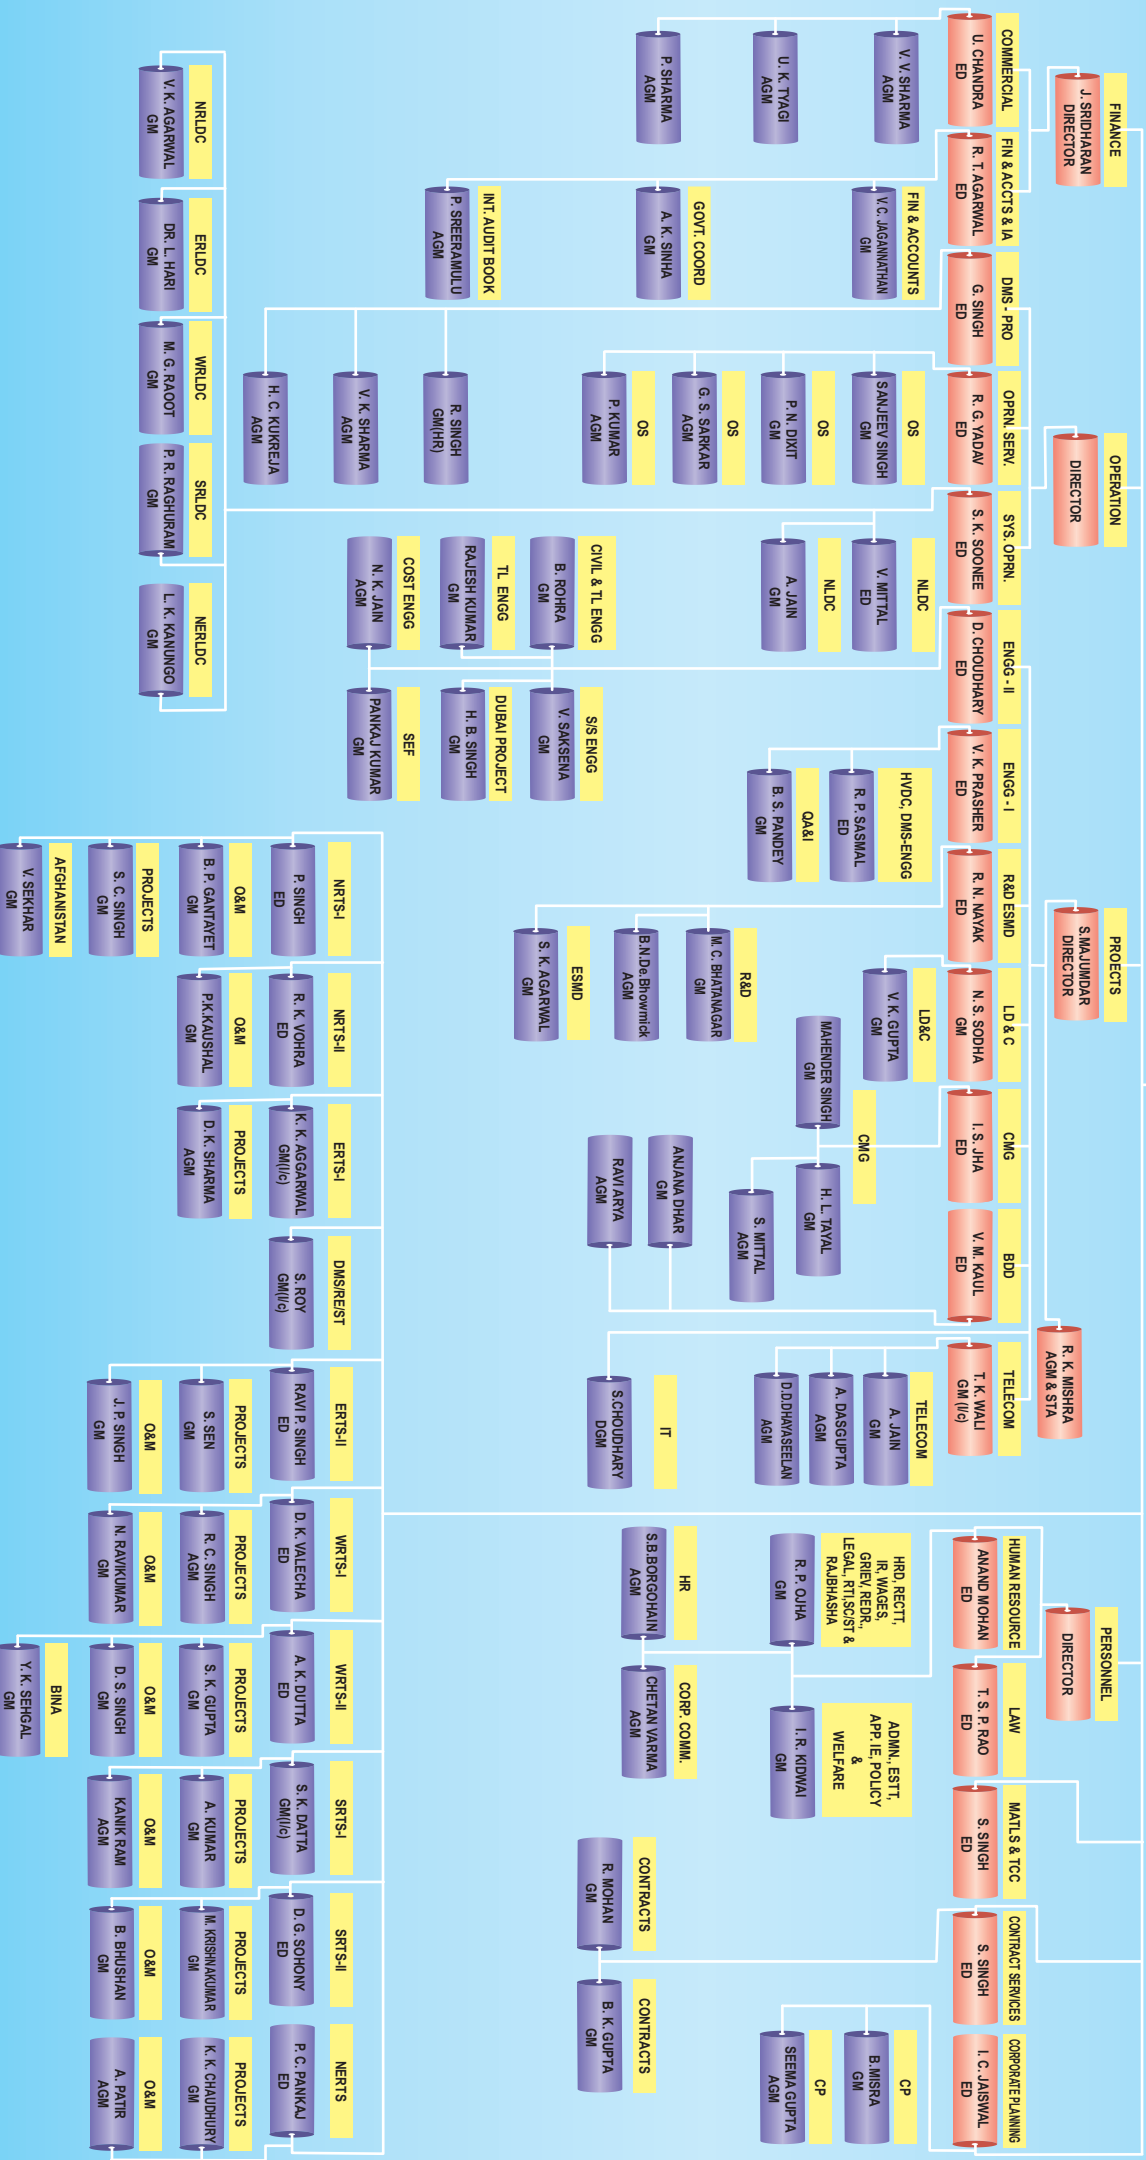 FINANCE
J. SRIDHARAN
DIRECTOR
OPERATION
DIRECTOR
PROECTS
S.MAJUMDAR
DIRECTOR
R. K. MISHRA
AGM & STA
PERSONNEL
DIRECTOR
COMMERCIAL
U. CHANDRA
ED
FIN & ACCTS & IA
R. T. AGARWAL
ED
DMS - PRO
G. SINGH
ED
OPRN. SERV.
R. G. YADAV
ED
SYS. OPRN.
S. K. SOONEE
ED
ENGG - II
D. CHOUDHARY
ED
ENGG - I
V. K. PRASHER
ED
R&D ESMD
R. N. NAYAK
ED
LD & C
N. S. SODHA
GM
CMG
I. S. JHA
ED
BDD
V. M. KAUL
ED
TELECOM
T. K. WALI
GM (I/c)
HUMAN RESOURCE
ANAND MOHAN
ED
LAW
T. S. P. RAO
ED
MATLS & TCC
S. SINGH
ED
CONTRACT SERVICES
S. SINGH
ED
CORPORATE PLANNING
I. C. JAISWAL
ED
V. V. SHARMA
AGM
U. K. TYAGI
AGM
P. SHARMA
AGM
FIN & ACCOUNTS
V. C. JAGANNATHAN
GM
GOVT. COORD
A. K. SINHA
GM
INT. AUDIT BOOK
P. SREERAMULU
AGM
R. SINGH
GM(HR)
V. K. SHARMA
AGM
H. C. KUKREJA
AGM
OS
SANJEEV SINGH
GM
OS
P. N. DIXIT
GM
OS
G. S. SARKAR
AGM
OS
P. KUMAR
AGM
NLDC
V. MITTAL
ED
NLDC
A. JAIN
GM
CIVIL & TL ENGG
B. ROHRA
GM
TL ENGG
RAJESH KUMAR
GM
COST ENGG
N. K. JAIN
AGM
S/S ENGG
V. SAKSENA
GM
DUBAI PROJECT
H. B. SINGH
GM
SEF
PANKAJ KUMAR
GM
HVDC, DMS-ENGG
R. P. SASMAL
ED
QA&I
B. S. PANDEY
GM
R&D
M. C. BHATANAGAR
GM
B.N.De.Bhowmick
AGM
ESMD
S. K. AGARWAL
GM
LD&C
V. K. GUPTA
GM
CMG
MAHENDER SINGH
GM
H. L. TAYAL
GM
S. MITTAL
AGM
ANJANA DHAR
GM
RAVI ARYA
AGM
TELECOM
A. JAIN
GM
A. DASGUPTA
AGM
D.D.DHAYASEELAN
AGM
IT
S.CHOUDHARY
DGM
HRD, RECTT,
IR, WAGES,
GRIEV, REDR.,
LEGAL, RTI,SC/ST &
RAJBHASHA
R. P. OJHA
GM
ADMN., ESTT,
APP. IE, POLICY
&
WELFARE
I. R. KIDWAI
GM
HR
S.B.BORGOHAIN
AGM
CORP. COMM.
CHETAN VARMA
AGM
CONTRACTS
R. MOHAN
GM
CONTRACTS
B. K. GUPTA
GM
CP
B.MISRA
GM
CP
SEEMA GUPTA
AGM
NRLDC
V. K. AGARWAL
GM
ERLDC
DR. L. HARI
GM
WRLDC
M. G. RAOOT
GM
SRLDC
P. R. RAGHURAM
GM
NERLDC
L. K. KANUNGO
GM
NRTS-I
P. SINGH
ED
O&M
B. P. GANTAYET
GM
PROJECTS
S. C. SINGH
GM
AFGHANISTAN
V. SEKHAR
GM
NRTS-II
R. K. VOHRA
ED
O&M
P.K.KAUSHAL
GM
ERTS-I
K. K. AGGARWAL
GM(I/c)
PROJECTS
D. K. SHARMA
AGM
DMS/RE/ST
S. ROY
GM(I/c)
ERTS-II
RAVI P. SINGH
ED
PROJECTS
S. SEN
GM
O&M
J. P. SINGH
GM
WRTS-I
D. K. VALECHA
ED
PROJECTS
R. C. SINGH
AGM
O&M
N. RAVIKUMAR
GM
WRTS-II
A. K. DUTTA
ED
PROJECTS
S. K. GUPTA
GM
O&M
D. S. SINGH
GM
BINA
Y. K. SEHGAL
GM
SRTS-I
S. K. DATTA
GM(I/c)
PROJECTS
A. KUMAR
GM
O&M
KANIK RAM
AGM
SRTS-II
D. G. SOHONY
ED
PROJECTS
M. KRISHNAKUMAR
GM
O&M
B. BHUSHAN
GM
NERTS
P. C. PANKAJ
ED
PROJECTS
K. K. CHAUDHURY
GM
O&M
A. PATIR
AGM